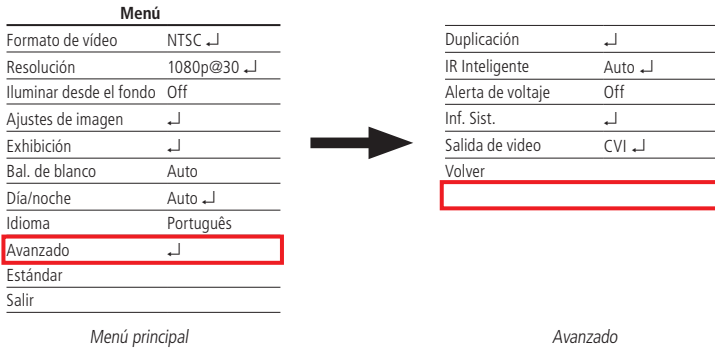 Menú
Formato de vídeo NTSC ↵
Resolución 1080p@30 ↵
Iluminar desde el fondo Off
Ajustes de imagen ↵
Exhibición ↵
Bal. de blanco Auto
Día/noche Auto ↵
Idioma Português
Avanzado ↵
Estándar
Salir
Menú principal
Duplicación ↵
IR Inteligente Auto ↵
Alerta de voltaje Off
Inf. Sist. ↵
Salida de video CVI ↵
Volver
Avanzado